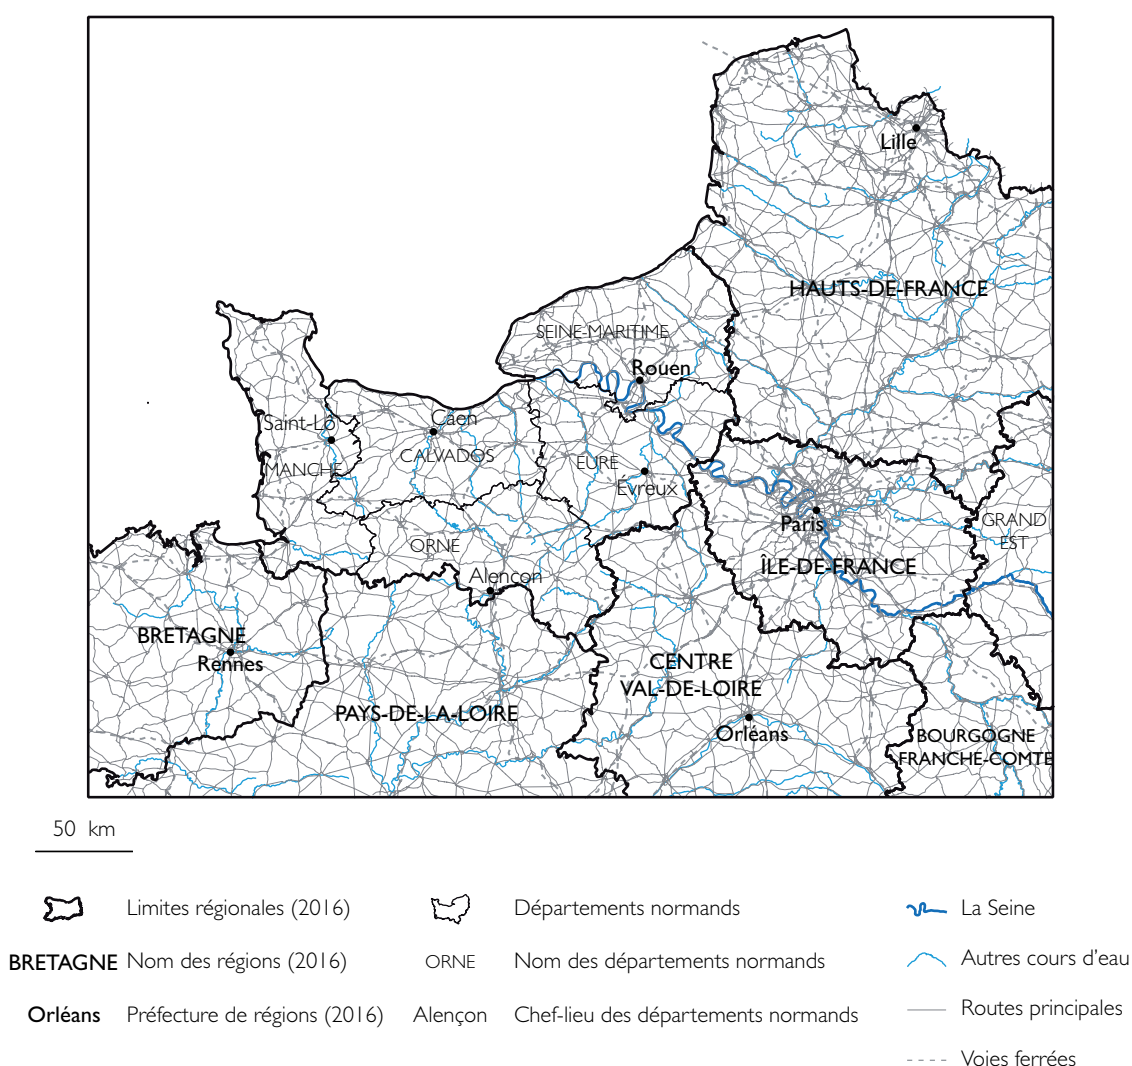 Lille
HAUTS-DE-FRANCE
SEINE-MARITIME
Rouen
Saint-Lô
Caen
CALVADOS
MANCHE
EURE
Évreux
Paris
GRAND
EST
ORNE
ÎLE-DE-FRANCE
Alençon
BRETAGNE
Rennes
CENTRE
VAL-DE-LOIRE
PAYS-DE-LA-LOIRE
Orléans
BOURGOGNE
FRANCHE-COMTE
50 km
Limites régionales (2016)
Départements normands
La Seine
BRETAGNE Nom des régions (2016)
ORNE Nom des départements normands
Autres cours d'eau
Orléans Préfecture de régions (2016)
Alençon Chef-lieu des départements normands
Routes principales
Voies ferrées